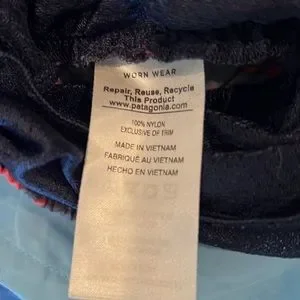 WORN WEAR
Repair, Reuse, Recycle
This Product
www.patagonia.com
100% NYLON
EXCLUSIVE OF TRIM
MADE IN VIETNAM
FABRIQUÉ AU VIETNAM
HECHO EN VIETNAM